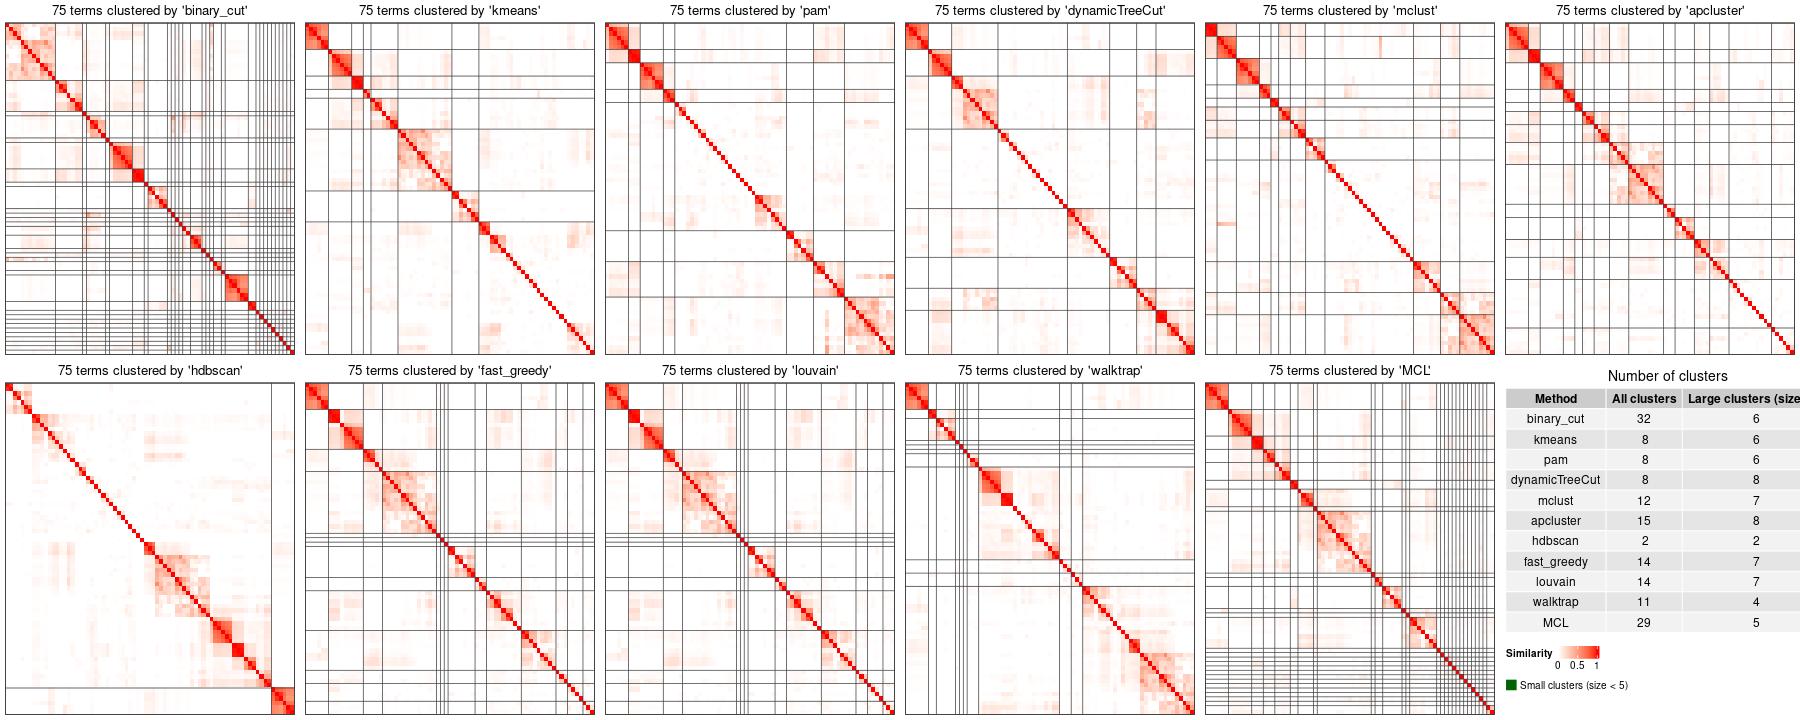 75 terms clustered by 'binary_cut'
75 terms clustered by 'kmeans'
75 terms clustered by 'pam'
75 terms clustered by 'dynamicTreeCut'
75 terms clustered by 'mclust'
75 terms clustered by 'apcluster'
75 terms clustered by 'hdbscan'
75 terms clustered by 'fast_greedy'
75 terms clustered by 'louvain'
75 terms clustered by 'walktrap'
75 terms clustered by 'MCL'
Number of clusters
Method All clusters Large clusters (size
binary_cut 32 6
kmeans 8 6
pam 8 6
dynamicTreeCut 8 8
mclust 12 7
apcluster 15 8
hdbscan 2 2
fast_greedy 14 7
louvain 14 7
walktrap 11 4
MCL 29 5
Similarity
0 0.5 1
Small clusters (size < 5)